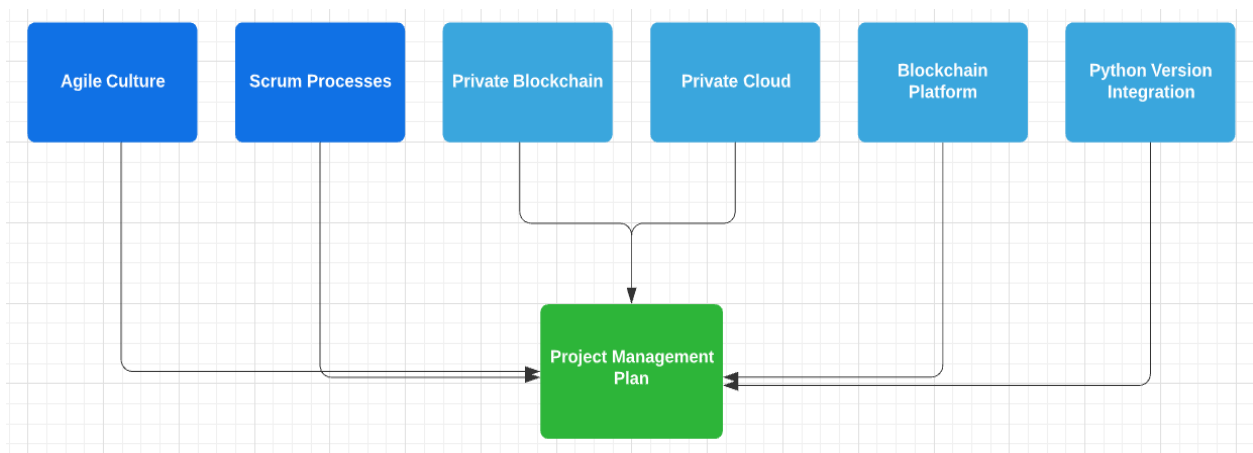 Agile Culture
Scrum Processes
Private Blockchain
Private Cloud
Blockchain
Platform
Python Version
Integration
Project Management
Plan